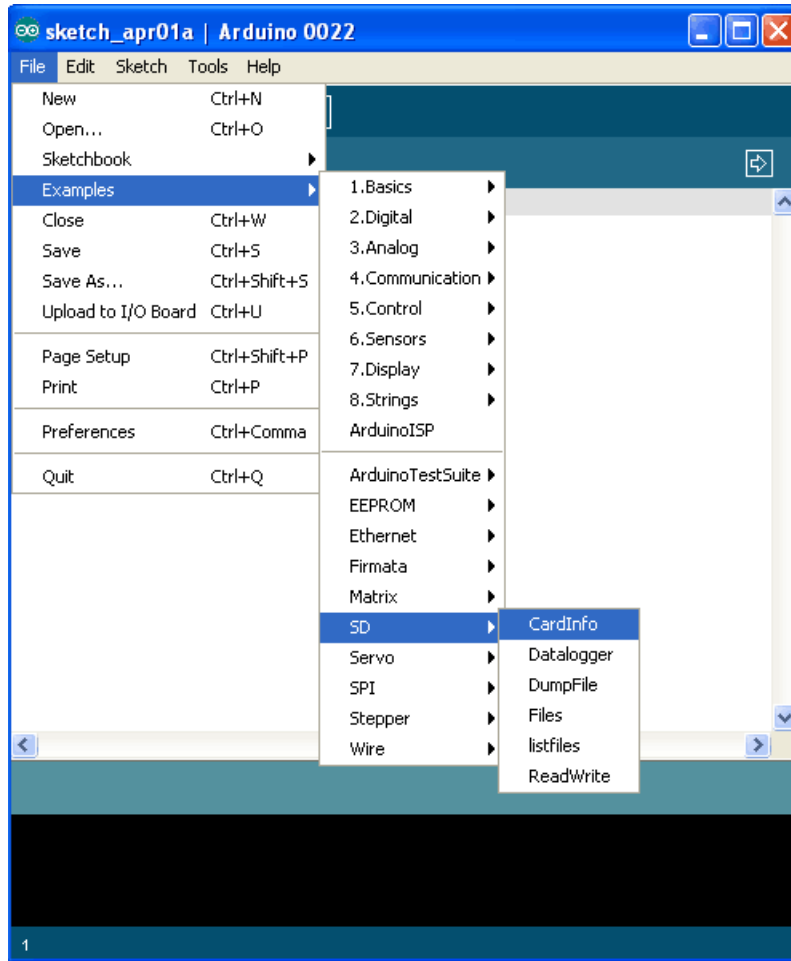 sketch_apr01a | Arduino 0022
File Edit Sketch Tools Help
New Ctrl+N
Open... Ctrl+O
Sketchbook
Examples
Close Ctrl+W
Save Ctrl+S
Save As... Ctrl+Shift+S
Upload to I/O Board Ctrl+U
Page Setup Ctrl+Shift+P
Print Ctrl+P
Preferences Ctrl+Comma
Quit Ctrl+Q
1.Basics
2.Digital
3.Analog
4.Communication
5.Control
6.Sensors
7.Display
8.Strings
ArduinoISP
ArduinoTestSuite
EEPROM
Ethernet
Firmata
Matrix
SD
Servo
SPI
Stepper
Wire
CardInfo
Datalogger
DumpFile
Files
listfiles
ReadWrite
1